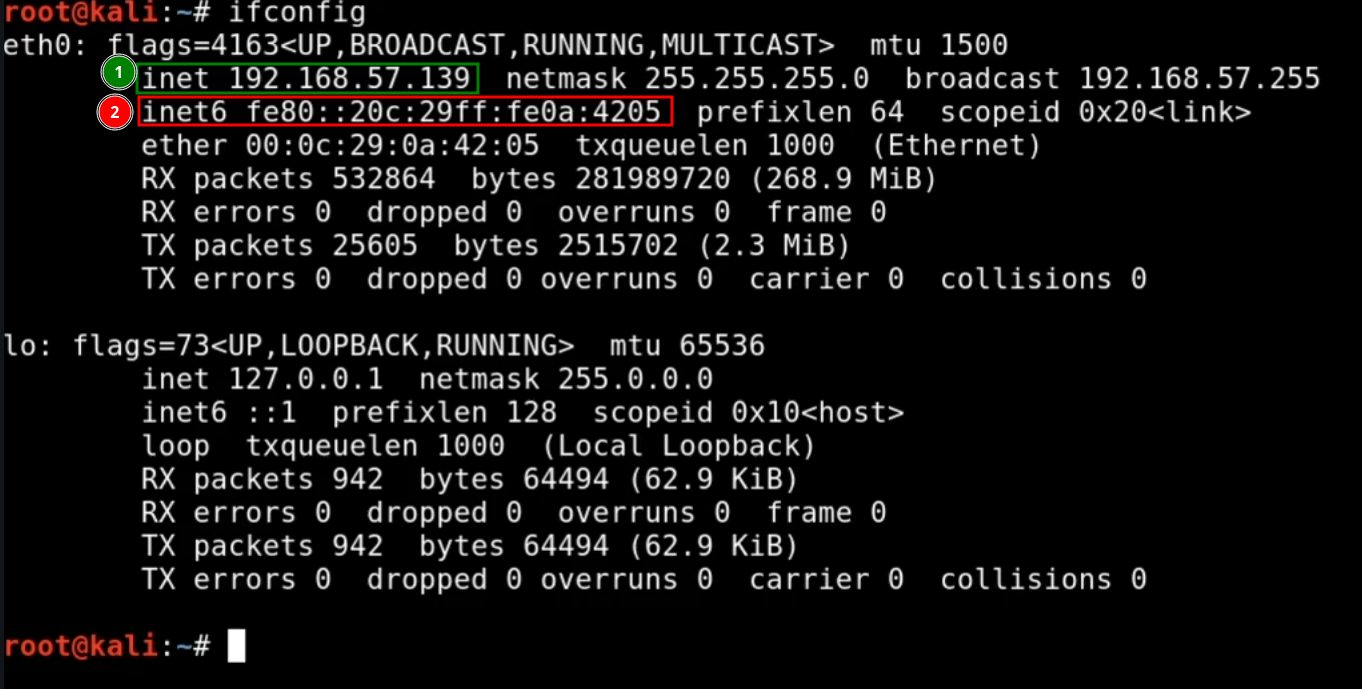 root@kali:~# ifconfig
eth0: flags=4163<UP,BROADCAST,RUNNING,MULTICAST>  mtu 1500
1 inet 192.168.57.139  netmask 255.255.255.0  broadcast 192.168.57.255
2 inet6 fe80::20c:29ff:fe0a:4205  prefixlen 64  scopeid 0x20<link>
ether 00:0c:29:0a:42:05  txqueuelen 1000  (Ethernet)
RX packets 532864  bytes 281989720 (268.9 MiB)
RX errors 0  dropped 0  overruns 0  frame 0
TX packets 25605  bytes 2515702 (2.3 MiB)
TX errors 0  dropped 0 overruns 0  carrier 0  collisions 0
lo: flags=73<UP,LOOPBACK,RUNNING>  mtu 65536
inet 127.0.0.1  netmask 255.0.0.0
inet6 ::1  prefixlen 128  scopeid 0x10<host>
loop  txqueuelen 1000  (Local Loopback)
RX packets 942  bytes 64494 (62.9 KiB)
RX errors 0  dropped 0  overruns 0  frame 0
TX packets 942  bytes 64494 (62.9 KiB)
TX errors 0  dropped 0 overruns 0  carrier 0  collisions 0
root@kali:~#